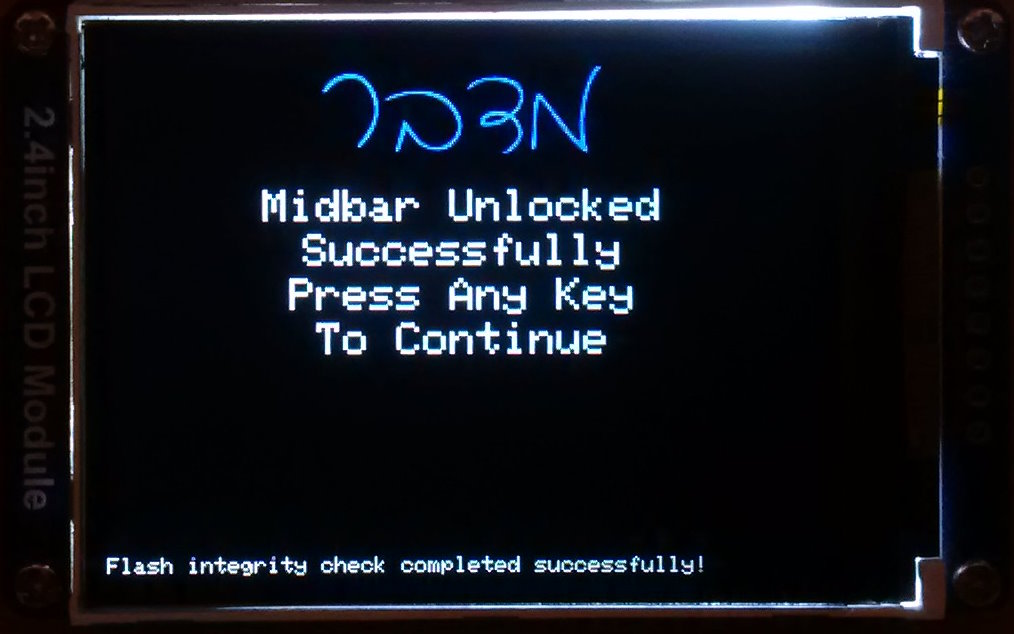 מדבר
Midbar Unlocked
Successfully
Press Any Key
To Continue
Flash integrity check completed successfully!
2.4inch LCD Module